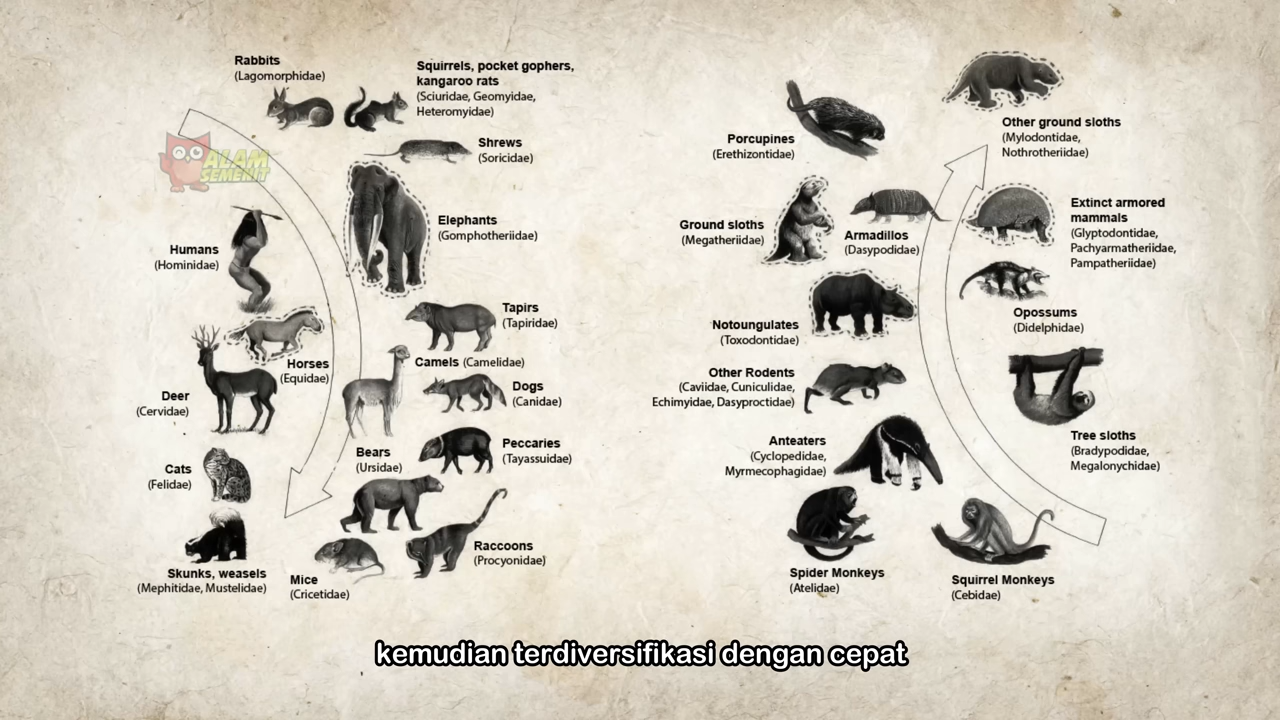 Rabbits
(Lagomorphidae)
Squirrels, pocket gophers,
kangaroo rats
(Sciuridae, Geomyidae,
Heteromyidae)
ALAM
SEMENIT
Shrews
(Soricidae)
Elephants
(Gomphotheriidae)
Humans
(Hominidae)
Tapirs
(Tapiridae)
Horses
(Equidae)
Camels (Camelidae)
Deer
(Cervidae)
Dogs
(Canidae)
Bears
(Ursidae)
Peccaries
(Tayassuidae)
Cats
(Felidae)
Raccoons
(Procyonidae)
Skunks, weasels
(Mephitidae, Mustelidae)
Mice
(Cricetidae)
Porcupines
(Erethizontidae)
Other ground sloths
(Mylodontidae,
Nothrotheriidae)
Ground sloths
(Megatheriidae)
Armadillos
(Dasypodidae)
Extinct armored
mammals
(Glyptodontidae,
Pachyarmatheriidae,
Pampatheriidae)
Notoungulates
(Toxodontidae)
Opossums
(Didelphidae)
Other Rodents
(Caviidae, Cuniculidae,
Echimyidae, Dasyproctidae)
Anteaters
(Cyclopedidae,
Myrmecophagidae)
Tree sloths
(Bradypodidae,
Megalonychidae)
Spider Monkeys
(Atelidae)
Squirrel Monkeys
(Cebidae)
kemudian terdiversifikasi dengan cepat